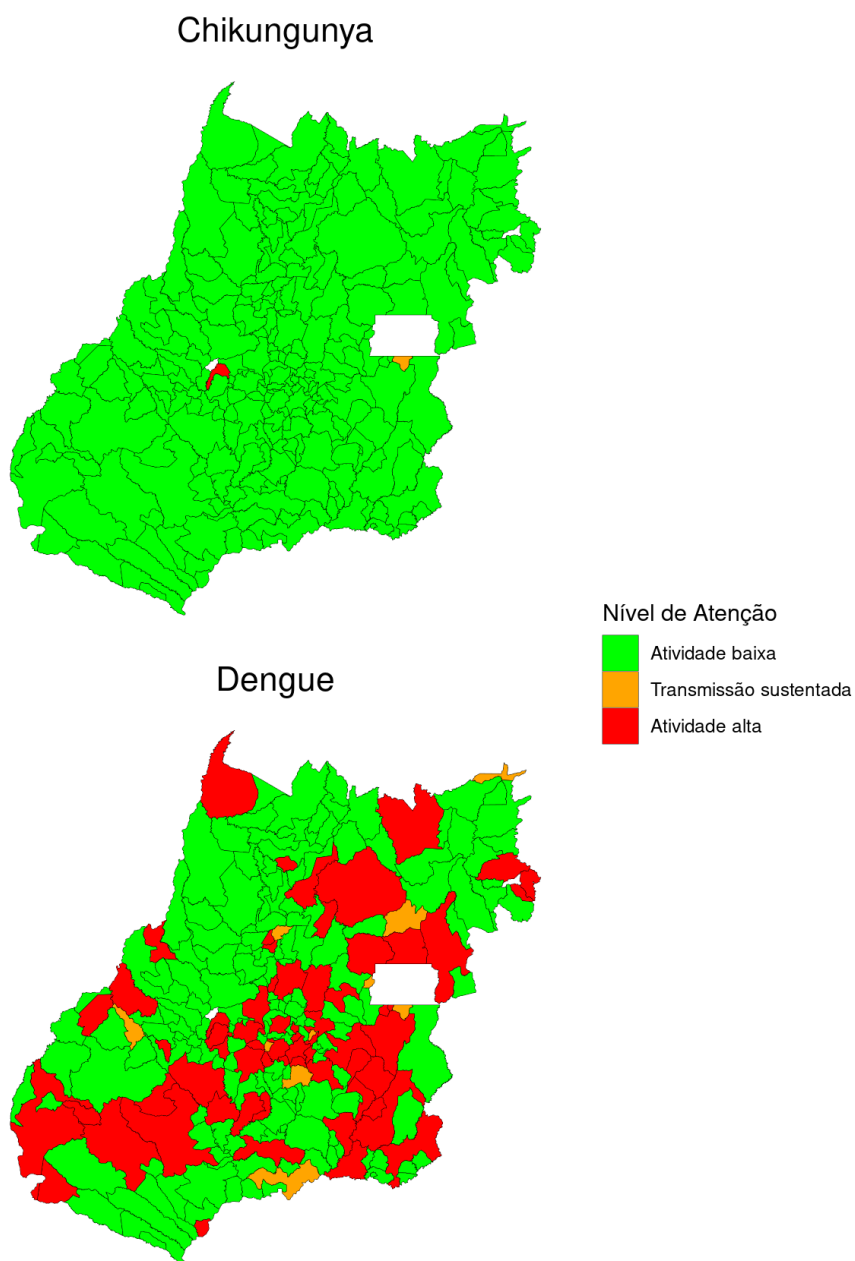 Chikungunya
Nível de Atenção
Atividade baixa
Transmissão sustentada
Atividade alta
Dengue